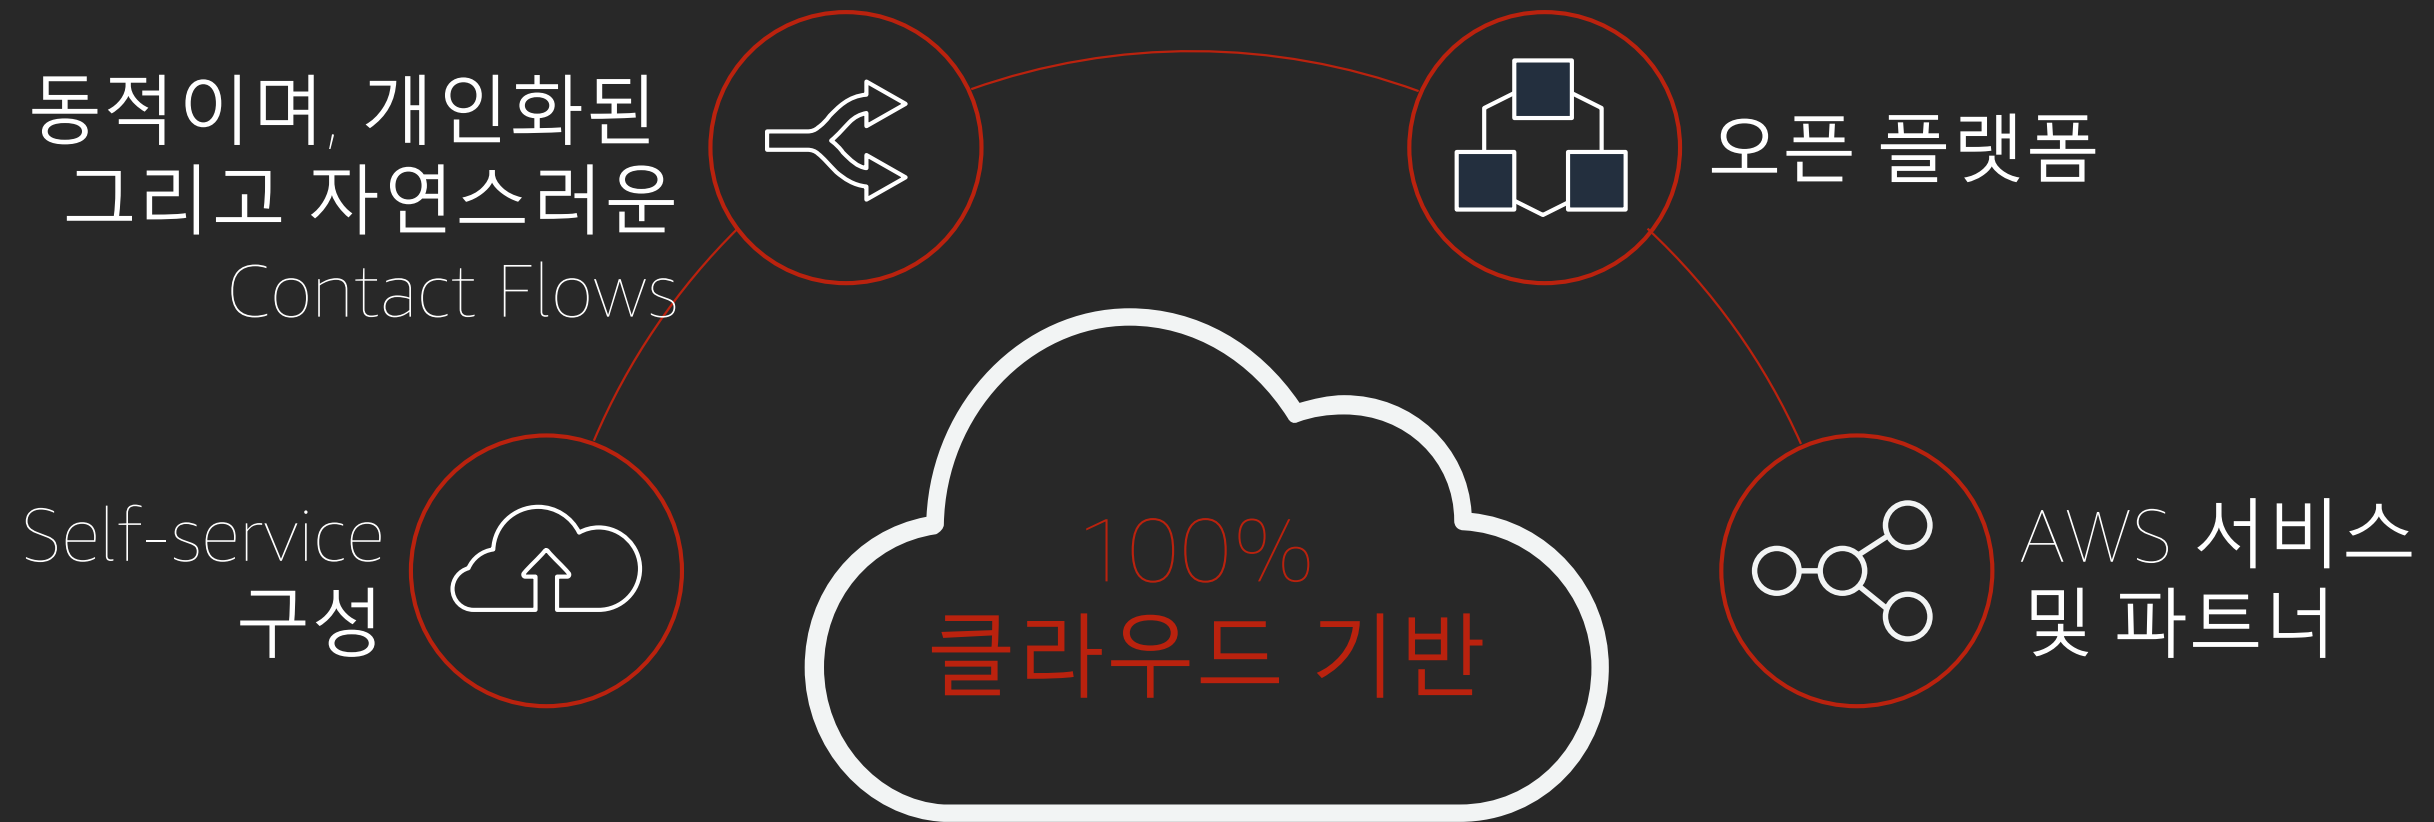 동적이며, 개인화된
그리고 자연스러운
Contact Flows
오픈 플랫폼
Self-service
구성
100%
클라우드 기반
AWS 서비스
및 파트너